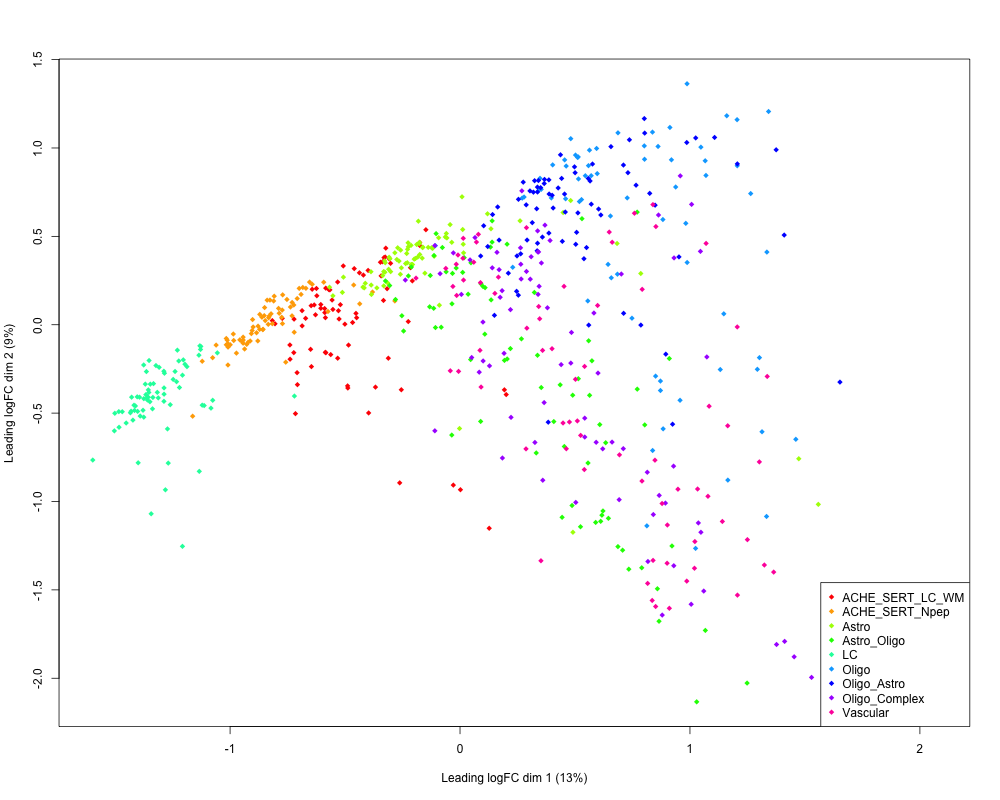 1.5
1.0
0.5
0.0
-0.5
-1.0
-1.5
-2.0
Leading logFC dim 2 (9%)
-1
0
1
2
Leading logFC dim 1 (13%)
ACHE_SERT_LC_WM
ACHE_SERT_Npep
Astro
Astro_Oligo
LC
Oligo
Oligo_Astro
Oligo_Complex
Vascular